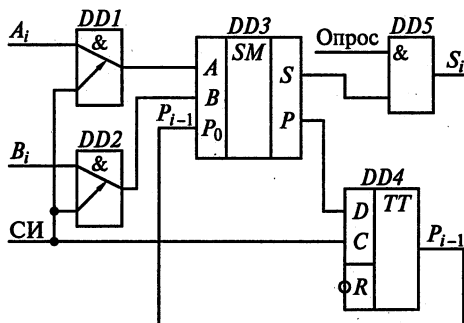 DD1
DD3
DD5
A_i
&
SM
Опрос
&
S_i
A
S
DD2
B
P_{i-1}
P_0
P
B_i
&
DD4
D
TT
СИ
C
P_{i-1}
R